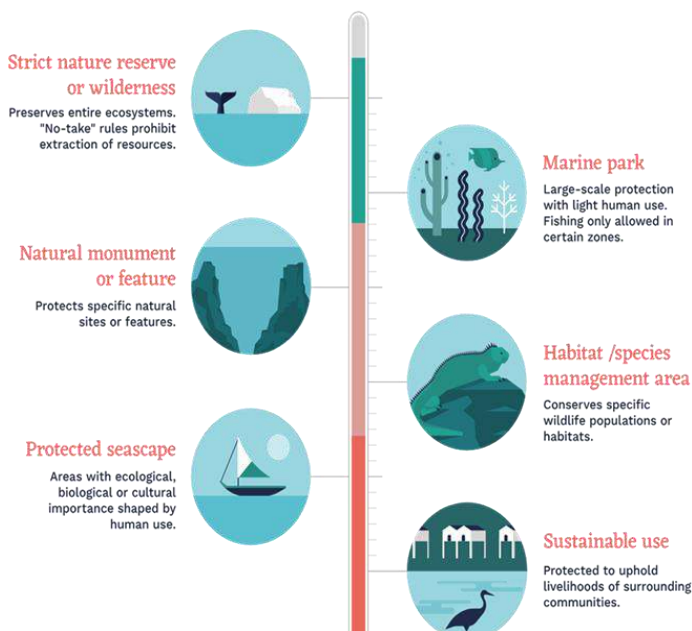 Strict nature reserve
or wilderness
Preserves entire ecosystems.
"No-take" rules prohibit
extraction of resources.
Marine park
Large-scale protection
with light human use.
Fishing only allowed in
certain zones.
Natural monument
or feature
Protects specific natural
sites or features.
Habitat /species
management area
Conserves specific
wildlife populations or
habitats.
Protected seascape
Areas with ecological,
biological or cultural
importance shaped by
human use.
Sustainable use
Protected to uphold
livelihoods of surrounding
communities.